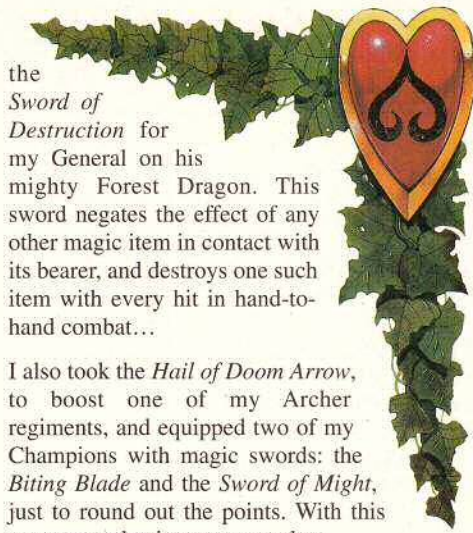 the
Sword of
Destruction for
my General on his
mighty Forest Dragon. This
sword negates the effect of any
other magic item in contact with
its bearer, and destroys one such
item with every hit in hand-to-
hand combat…
I also took the Hail of Doom Arrow,
to boost one of my Archer
regiments, and equipped two of my
Champions with magic swords: the
Biting Blade and the Sword of Might,
just to round out the points. With this